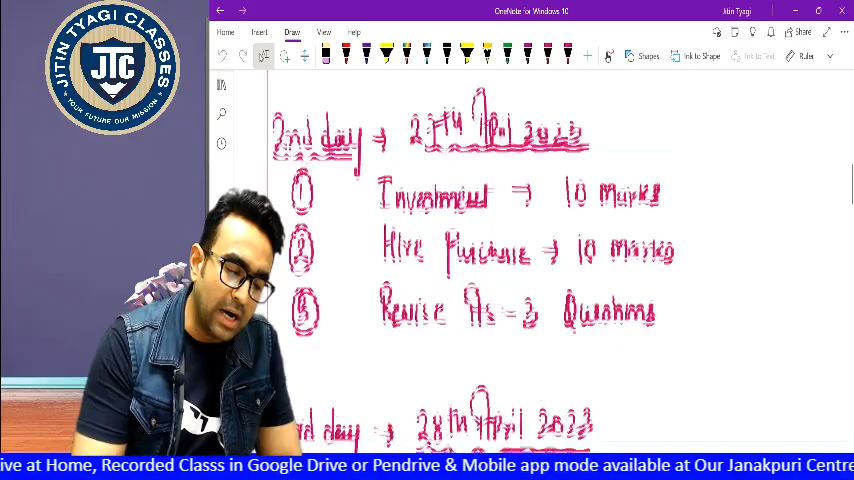 JITIN TYAGI CLASSES
JTC
"YOUR FUTURE OUR MISSION"
OneNote for Windows 10
Jitin Tyagi
Home Insert Draw View Help
Share
Shapes
Ink to Shape
Ink to Text
Ruler
2nd day → 27th April 2023
1 Investment → 10 marks
2 Hire Purchase → 10 marks
3 Revise As - 3 Questions
day → 28th April 2023
ive at Home, Recorded Classs in Google Drive or Pendrive & Mobile app mode available at Our Janakpuri Centre